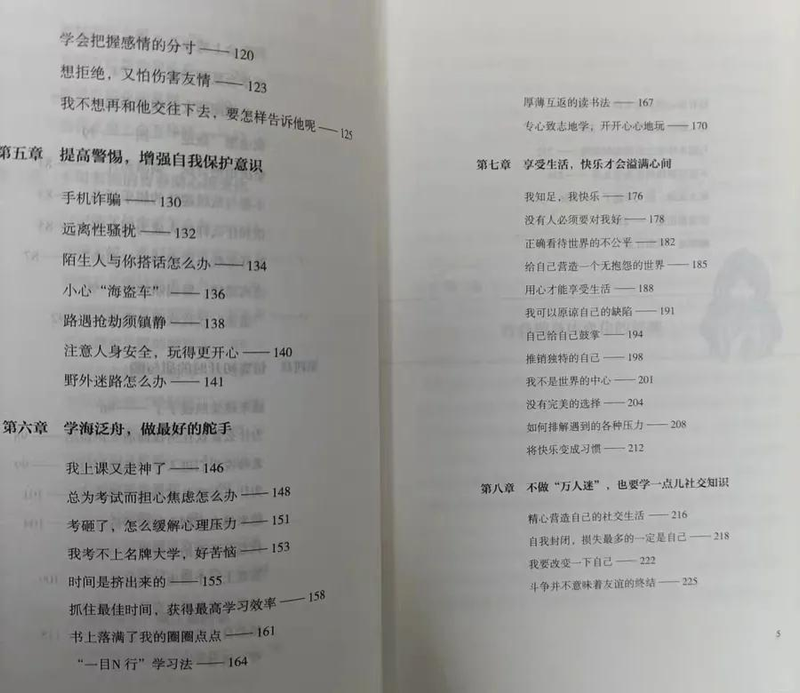 学会把握感情的分寸 —— 120
想拒绝，又怕伤害友情 —— 123
我不想再和他交往下去，要怎样告诉他呢 —— 125
第五章 提高警惕，增强自我保护意识
手机诈骗 —— 130
远离性骚扰 —— 132
陌生人与你搭话怎么办 —— 134
小心“海盗车” —— 136
路遇抢劫须镇静 —— 138
注意人身安全，玩得更开心 —— 140
野外迷路怎么办 —— 141
第六章 学海泛舟，做最好的舵手
我上课又走神了 —— 146
总为考试而担心焦虑怎么办 —— 148
考砸了，怎么缓解心理压力 —— 151
我考不上名牌大学，好苦恼 —— 153
时间是挤出来的 —— 155
抓住最佳时间，获得最高学习效率 —— 158
书上落满了我的圈圈点点 —— 161
“一目N行”学习法 —— 164
厚薄互返的读书法 —— 167
专心致志地学，开开心心地玩 —— 170
第七章 享受生活，快乐才会溢满心间
我知足，我快乐 —— 176
没有人必须要对我好 —— 178
正确看待世界的不公平 —— 182
给自己营造一个无抱怨的世界 —— 185
用心才能享受生活 —— 188
我可以原谅自己的缺陷 —— 191
自己给自己鼓掌 —— 194
推销独特的自己 —— 198
我不是世界的中心 —— 201
没有完美的选择 —— 204
如何排解遇到的各种压力 —— 208
将快乐变成习惯 —— 212
第八章 不做“万人迷”，也要学一点儿社交知识
精心营造自己的社交生活 —— 216
自我封闭，损失最多的一定是自己 —— 218
我要改变一下自己 —— 222
斗争并不意味着友谊的终结 —— 225
5